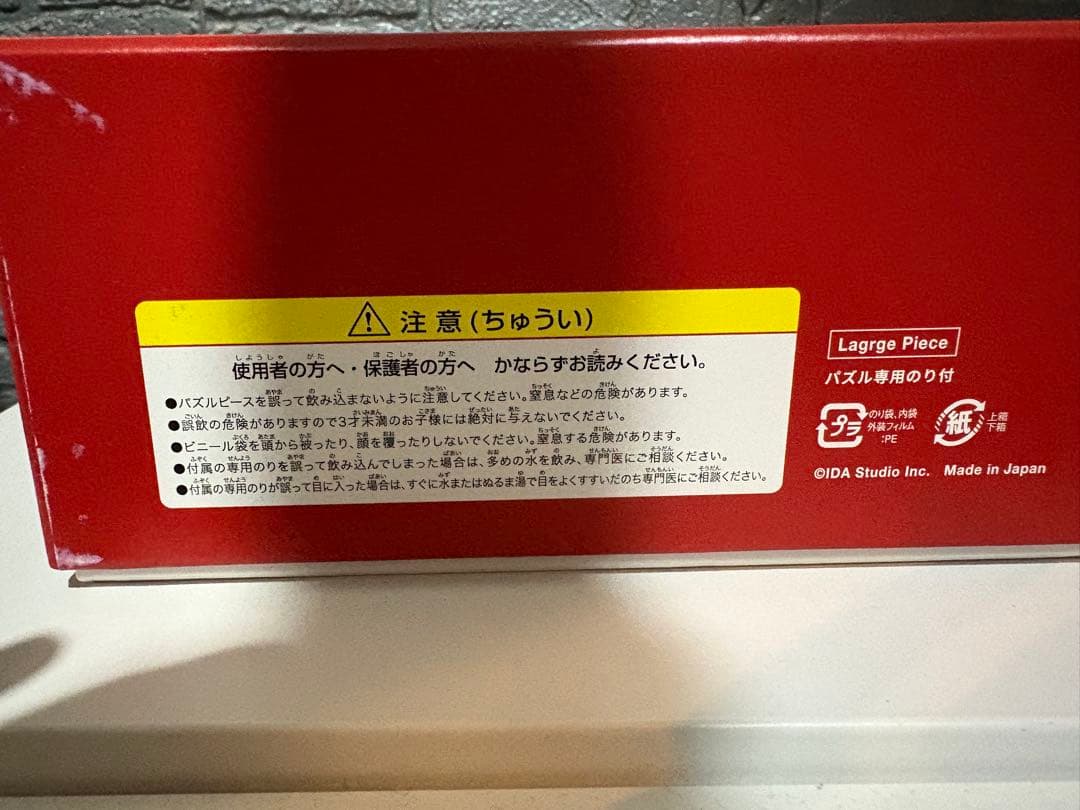 注意(ちゅうい)
使用者の方へ・保護者の方へ かならずお読みください。
●パズルピースを誤って飲み込まないように注意してください。窒息などの危険があります。
●誤飲の危険がありますので3才未満のお子様には絶対に与えないでください。
●ビニール袋を頭から被ったり、顔を覆ったりしないでください。窒息する危険があります。
●付属の専用のりを誤って飲み込んでしまった場合は、多めの水を飲み、専門医にご相談ください。
●付属の専用のりが誤って目に入った場合は、すぐに水またはぬるま湯で目をよくすすいだのち専門医にご相談ください。
Lagrge Piece
パズル専用のり付
プラ
のり袋、内袋
外装フィルム
:PE
紙
上箱
下箱
©IDA Studio Inc. Made in Japan